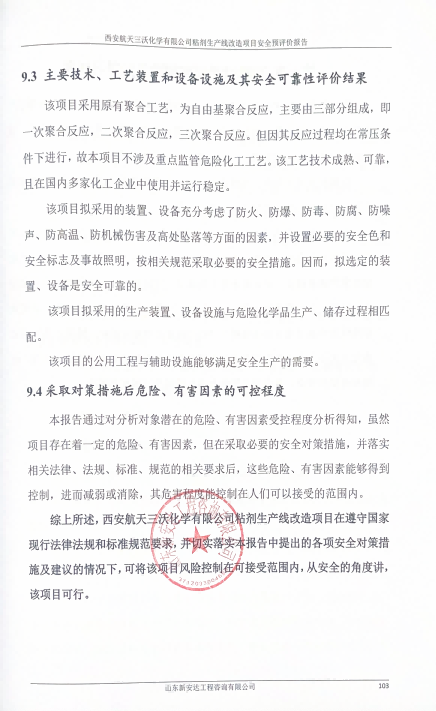 西安航天三沃化学有限公司粘剂生产线改造项目安全预评价报告
9.3 主要技术、工艺装置和设备设施及其安全可靠性评价结果
该项目采用原有聚合工艺，为自由基聚合反应，主要由三部分组成，即
一次聚合反应，二次聚合反应，三次聚合反应。但因其反应过程均在常压条
件下进行，故本项目不涉及重点监管危险化工工艺。该工艺技术成熟、可靠，
且在国内多家化工企业中使用并运行稳定。
该项目拟采用的装置、设备充分考虑了防火、防爆、防毒、防腐、防噪
声、防高温、防机械伤害及高处坠落等方面的因素，并设置必要的安全色和
安全标志及事故照明，按相关规范采取必要的安全措施。因而，拟选定的装
置、设备是安全可靠的。
该项目拟采用的生产装置、设备设施与危险化学品生产、储存过程相匹
配。
该项目的公用工程与辅助设施能够满足安全生产的需要。
9.4 采取对策措施后危险、有害因素的可控程度
本报告通过对分析对象潜在的危险、有害因素受控程度分析得知，虽然
项目存在着一定的危险、有害因素，但在采取必要的安全对策措施，并落实
相关法律、法规、标准、规范的相关要求后，这些危险、有害因素能够得到
控制，进而减弱或消除，其危害程度能控制在人们可以接受的范围内。
综上所述，西安航天三沃化学有限公司粘剂生产线改造项目在遵守国家
现行法律法规和标准规范要求，并切实落实本报告中提出的各项安全对策措
施及建议的情况下，可将该项目风险控制在可接受范围内，从安全的角度讲，
该项目可行。
山东新安达工程咨询有限公司
103